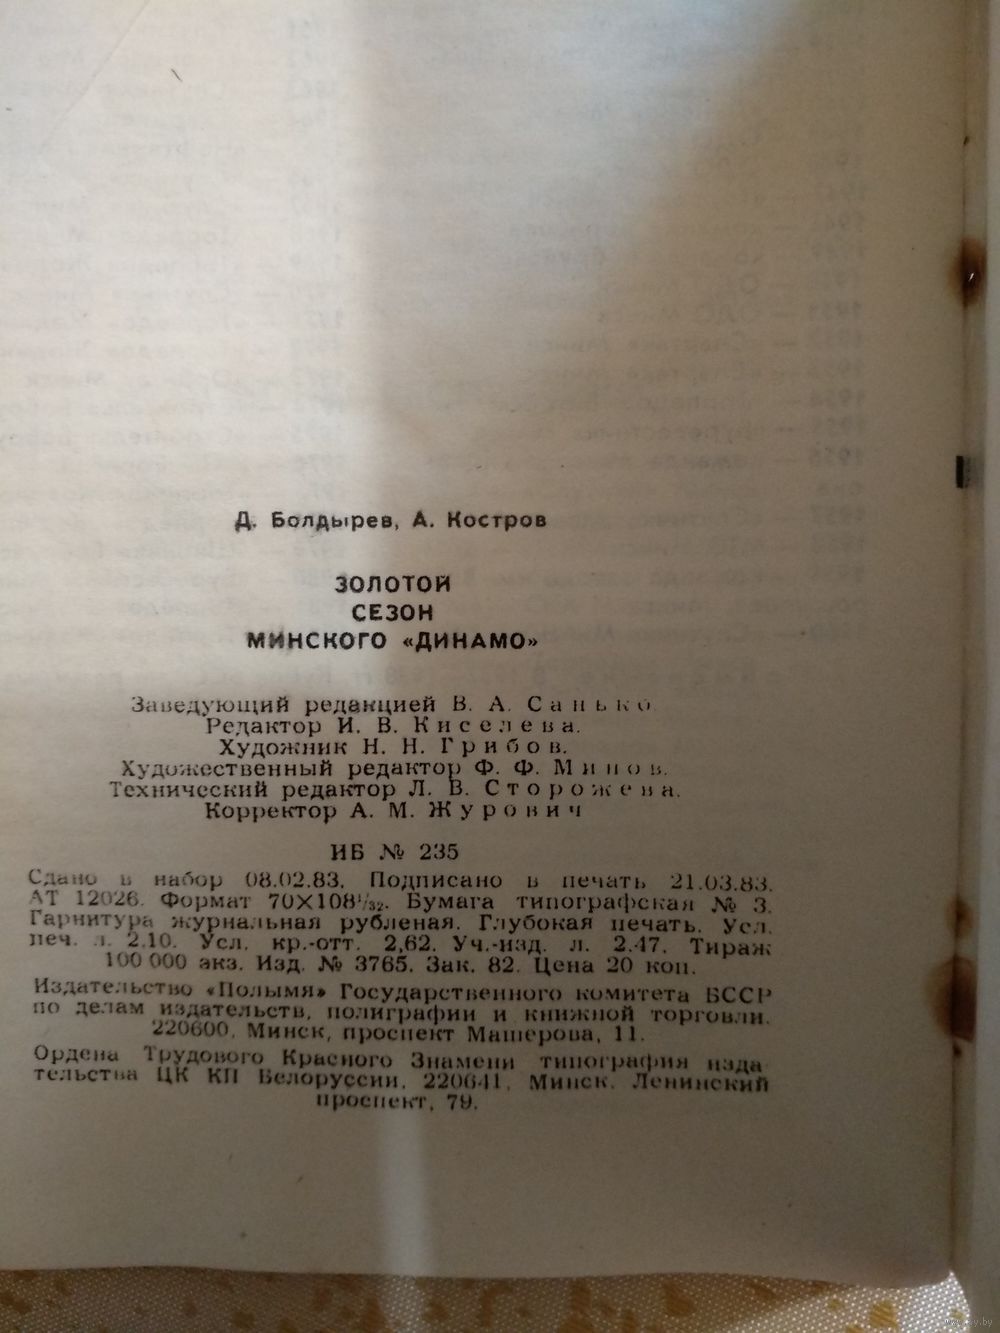 Д. Болдырев, А. Костров
ЗОЛОТОЙ
СЕЗОН
МИНСКОГО «ДИНАМО»
Заведующий редакцией В. А. Санько.
Редактор И. В. Киселева.
Художник Н. Н. Грибов.
Художественный редактор Ф. Ф. Минов.
Технический редактор Л. В. Сторожева.
Корректор А. М. Журович
ИБ № 235
Сдано в набор 08.02.83. Подписано в печать 21.03.83.
АТ 12026. Формат 70×108¹/₃₂. Бумага типографская № 3.
Гарнитура журнальная рубленая. Глубокая печать. Усл.
печ. л. 2,10. Усл. кр.-отт. 2,62. Уч.-изд. л. 2,47. Тираж
100 000 экз. Изд. № 3765. Зак. 82. Цена 20 коп.
Издательство «Полымя» Государственного комитета БССР
по делам издательств, полиграфии и книжной торговли.
220600, Минск, проспект Машерова, 11.
Ордена Трудового Красного Знамени типография изда-
тельства ЦК КП Белоруссии. 220641, Минск, Ленинский
проспект, 79.